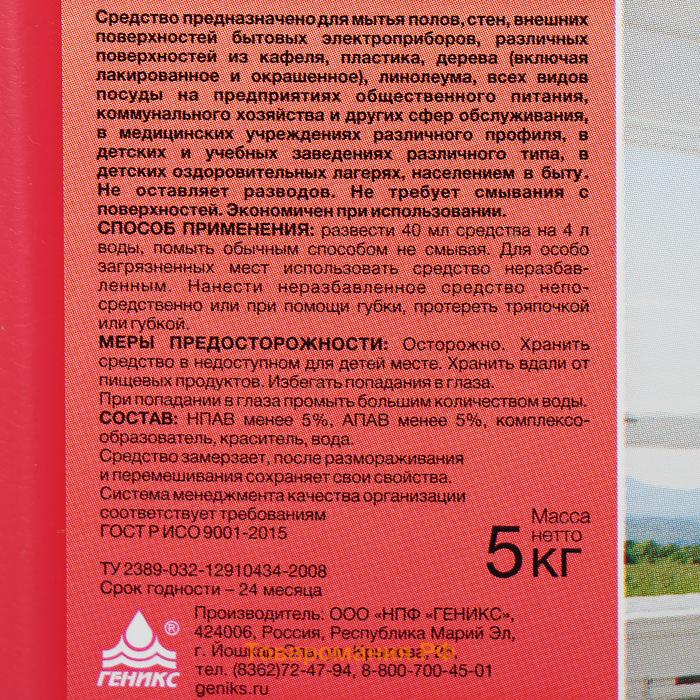 Средство предназначено для мытья полов, стен, внешних
поверхностей бытовых электроприборов, различных
поверхностей из кафеля, пластика, дерева (включая
лакированное и окрашенное), линолеума, всех видов
посуды на предприятиях общественного питания,
коммунального хозяйства и других сфер обслуживания,
в медицинских учреждениях различного профиля, в
детских и учебных заведениях различного типа, в
детских оздоровительных лагерях, населением в быту.
Не оставляет разводов. Не требует смывания с
поверхностей. Экономичен при использовании.
СПОСОБ ПРИМЕНЕНИЯ: развести 40 мл средства на 4 л
воды, помыть обычным способом не смывая. Для особо
загрязненных мест использовать средство неразбав-
ленным. Нанести неразбавленное средство непо-
средственно или при помощи губки, протереть тряпочкой
или губкой.
МЕРЫ ПРЕДОСТОРОЖНОСТИ: Осторожно. Хранить
средство в недоступном для детей месте. Хранить вдали от
пищевых продуктов. Избегать попадания в глаза.
При попадании в глаза промыть большим количеством воды.
СОСТАВ: НПАВ менее 5%, АПАВ менее 5%, комплексо-
образователь, краситель, вода.
Средство замерзает, после размораживания
и перемешивания сохраняет свои свойства.
Система менеджмента качества организации
соответствует требованиям
ГОСТ Р ИСО 9001-2015
Масса
нетто
5 кг
ТУ 2389-032-12910434-2008
Срок годности – 24 месяца
Производитель: ООО «НПФ «ГЕНИКС»,
424006, Россия, Республика Марий Эл,
г. Йошкар-Ола,
тел. (8362)72-47-94, 8-800-700-45-01
geniks.ru
®
ГЕНИКС